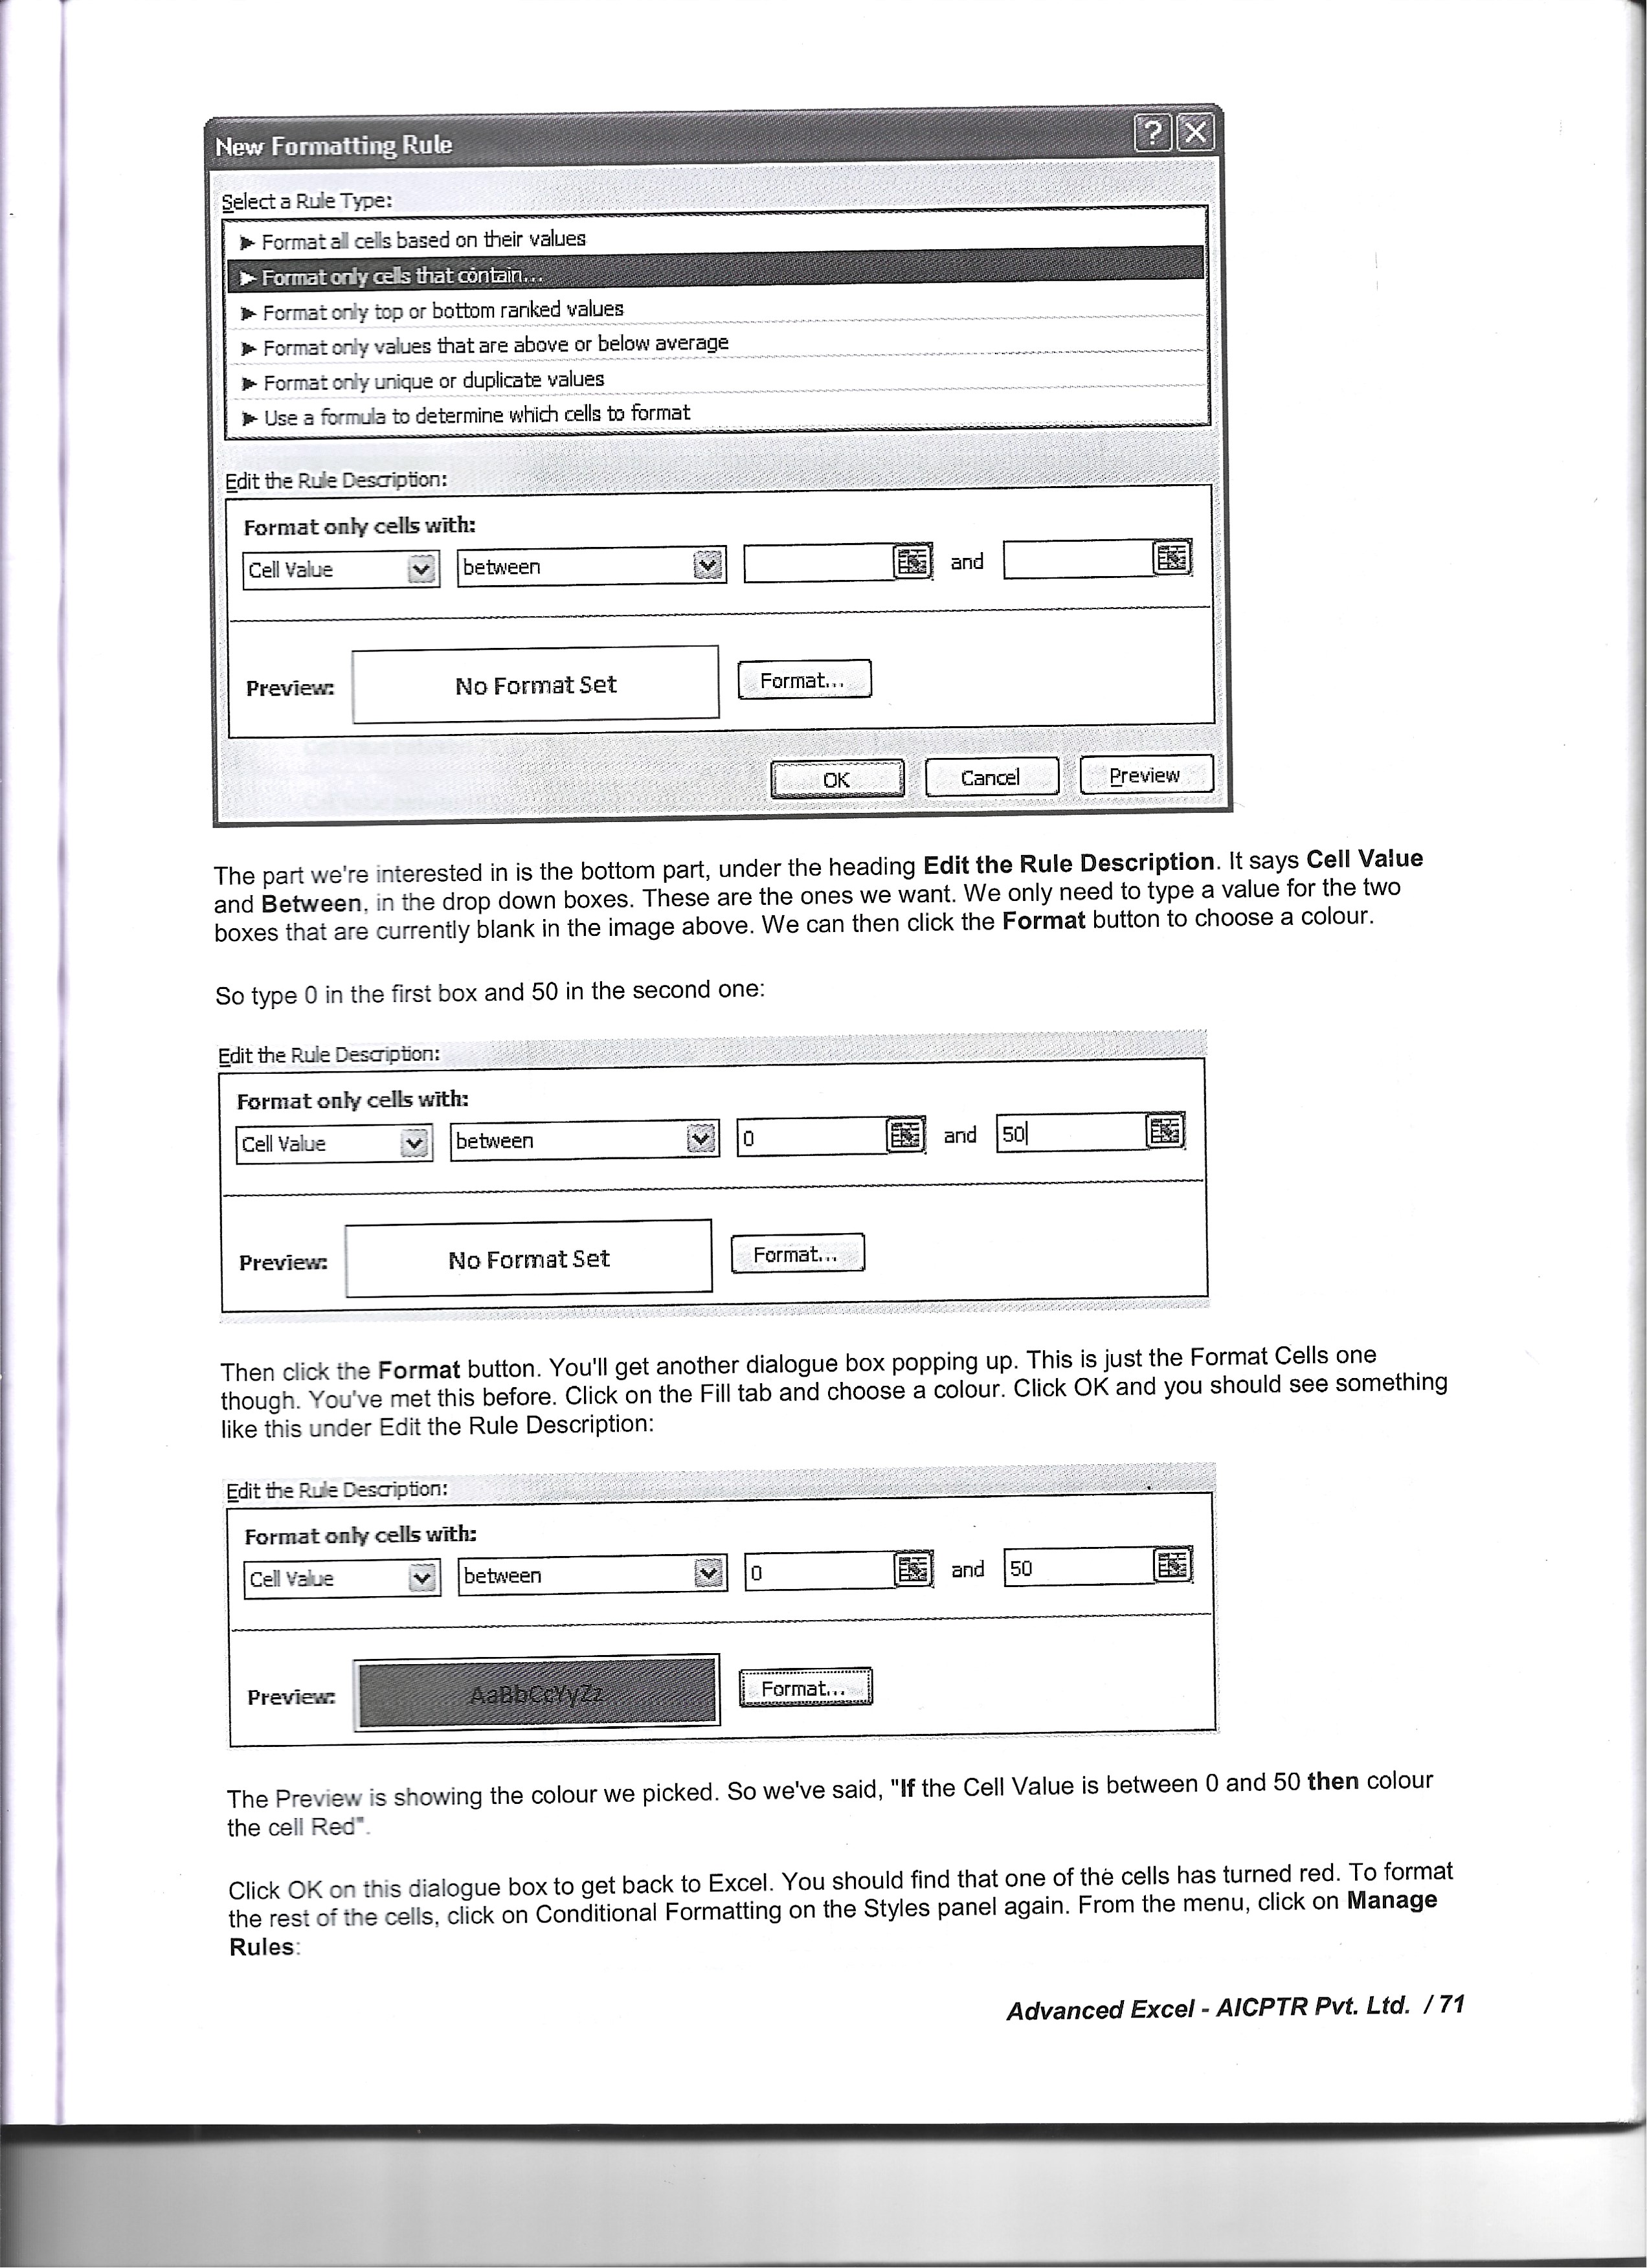 New Formatting Rule
Select a Rule Type:
► Format all cells based on their values
► Format only cells that contain...
► Format only top or bottom ranked values
► Format only values that are above or below average
► Format only unique or duplicate values
► Use a formula to determine which cells to format
Edit the Rule Description:
Format only cells with:
Cell Value between and
Preview: No Format Set Format...
OK Cancel Preview
The part we're interested in is the bottom part, under the heading Edit the Rule Description. It says Cell Value
and Between, in the drop down boxes. These are the ones we want. We only need to type a value for the two
boxes that are currently blank in the image above. We can then click the Format button to choose a colour.
So type 0 in the first box and 50 in the second one:
Edit the Rule Description:
Format only cells with:
Cell Value between 0 and 50
Preview: No Format Set Format...
Then click the Format button. You'll get another dialogue box popping up. This is just the Format Cells one
though. You've met this before. Click on the Fill tab and choose a colour. Click OK and you should see something
like this under Edit the Rule Description:
Edit the Rule Description:
Format only cells with:
Cell Value between 0 and 50
Preview: AaBbCcYyZz Format...
The Preview is showing the colour we picked. So we've said, "If the Cell Value is between 0 and 50 then colour
the cell Red".
Click OK on this dialogue box to get back to Excel. You should find that one of the cells has turned red. To format
the rest of the cells, click on Conditional Formatting on the Styles panel again. From the menu, click on Manage
Rules:
Advanced Excel - AICPTR Pvt. Ltd. / 71